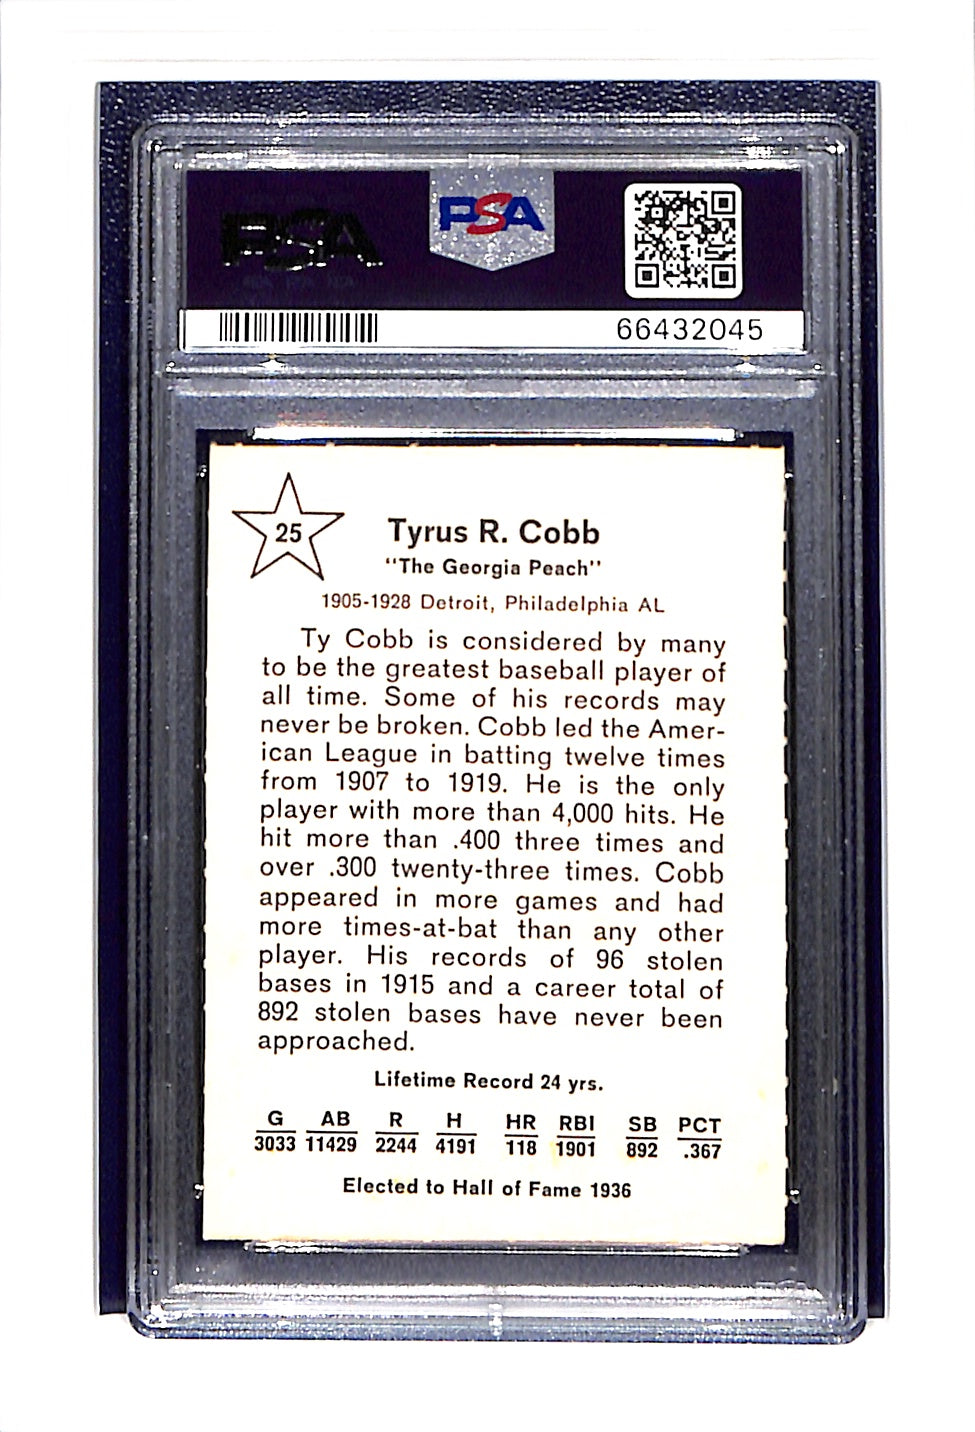 PSA
PSA
66432045
25
Tyrus R. Cobb
"The Georgia Peach"
1905-1928 Detroit, Philadelphia AL
Ty Cobb is considered by many
to be the greatest baseball player of
all time. Some of his records may
never be broken. Cobb led the Amer-
ican League in batting twelve times
from 1907 to 1919. He is the only
player with more than 4,000 hits. He
hit more than .400 three times and
over .300 twenty-three times. Cobb
appeared in more games and had
more times-at-bat than any other
player. His records of 96 stolen
bases in 1915 and a career total of
892 stolen bases have never been
approached.
Lifetime Record 24 yrs.
G AB R H HR RBI SB PCT
3033 11429 2244 4191 118 1901 892 .367
Elected to Hall of Fame 1936